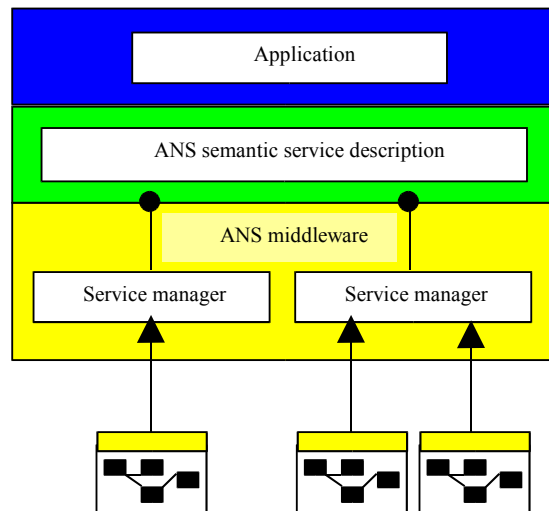 Application
ANS semantic service description
ANS middleware
Service manager
Service manager